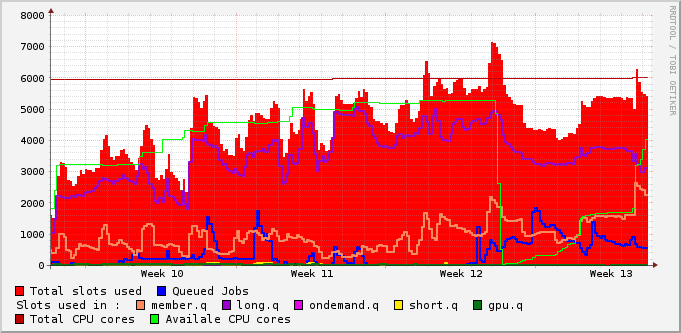 8000
7000
6000
5000
4000
3000
2000
1000
0
Week 10 Week 11 Week 12 Week 13
Total slots used Queued Jobs
Slots used in : member.q long.q ondemand.q short.q gpu.q
Total CPU cores Availale CPU cores
RRDTOOL / TOBI OETIKER